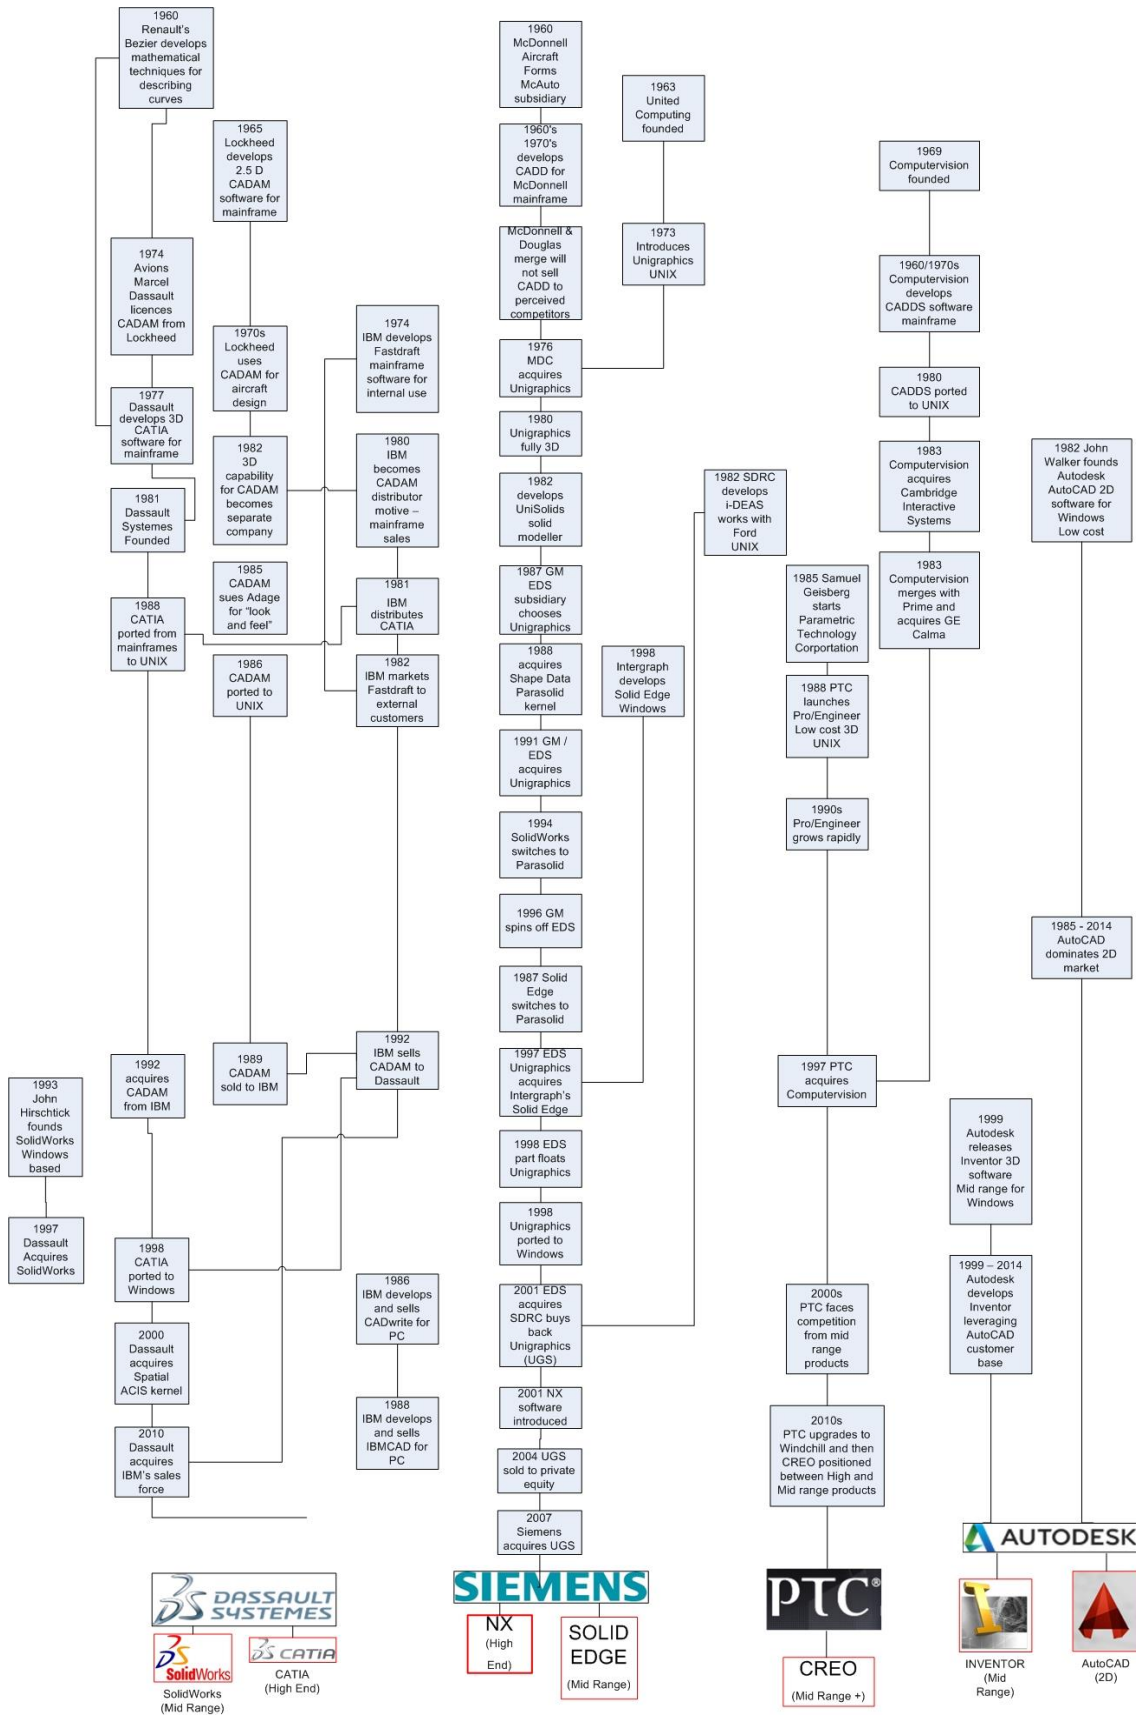 1960
Renault's
Bezier develops
mathematical
techniques for
describing
curves
1974
Avions
Marcel
Dassault
licences
CADAM from
Lockheed
1977
Dassault
develops 3D
CATIA
software for
mainframe
1981
Dassault
Systemes
Founded
1988
CATIA
ported from
mainframes
to UNIX
1992
acquires
CADAM
from IBM
1993
John
Hirschtick
founds
SolidWorks
Windows
based
1997
Dassault
Acquires
SolidWorks
1998
CATIA
ported to
Windows
2000
Dassault
acquires
Spatial
ACIS kernel
2010
Dassault
acquires
IBM's sales
force
1965
Lockheed
develops
2.5 D
CADAM
software for
mainframe
1970s
Lockheed
uses
CADAM for
aircraft
design
1982
3D
capability
for CADAM
becomes
separate
company
1985
CADAM
sues Adage
for "look
and feel"
1986
CADAM
ported to
UNIX
1989
CADAM
sold to IBM
1974
IBM develops
Fastdraft
mainframe
software for
internal use
1980
IBM
becomes
CADAM
distributor
motive –
mainframe
sales
1981
IBM
distributes
CATIA
1982
IBM markets
Fastdraft to
external
customers
1992
IBM sells
CADAM to
Dassault
1986
IBM develops
and sells
CADwrite for
PC
1988
IBM develops
and sells
IBMCAD for
PC
1960
McDonnell
Aircraft
Forms
McAuto
subsidiary
1960's
1970's
develops
CADD for
McDonnell
mainframe
McDonnell &
Douglas
merge will
not sell
CADD to
perceived
competitors
1976
MDC
acquires
Unigraphics
1980
Unigraphics
fully 3D
1982
develops
UniSolids
solid
modeller
1987 GM
EDS
subsidiary
chooses
Unigraphics
1988
acquires
Shape Data
Parasolid
kernel
1991 GM /
EDS
acquires
Unigraphics
1994
SolidWorks
switches to
Parasolid
1996 GM
spins off EDS
1987 Solid
Edge
switches to
Parasolid
1997 EDS
Unigraphics
acquires
Intergraph's
Solid Edge
1998 EDS
part floats
Unigraphics
1998
Unigraphics
ported to
Windows
2001 EDS
acquires
SDRC buys
back
Unigraphics
(UGS)
2001 NX
software
introduced
2004 UGS
sold to private
equity
2007
Siemens
acquires UGS
1963
United
Computing
founded
1973
Introduces
Unigraphics
UNIX
1998
Intergraph
develops
Solid Edge
Windows
1982 SDRC
develops
i-DEAS
works with
Ford
UNIX
1985 Samuel
Geisberg
starts
Parametric
Technology
Corportation
1988 PTC
launches
Pro/Engineer
Low cost 3D
UNIX
1990s
Pro/Engineer
grows rapidly
1997 PTC
acquires
Computervision
2000s
PTC faces
competition
from mid
range
products
2010s
PTC upgrades to
Windchill and then
CREO positioned
between High and
Mid range products
1969
Computervision
founded
1960/1970s
Computervision
develops
CADDS software
mainframe
1980
CADDS ported
to UNIX
1983
Computervision
acquires
Cambridge
Interactive
Systems
1983
Computervision
merges with
Prime and
acquires GE
Calma
1999
Autodesk
releases
Inventor 3D
software
Mid range for
Windows
1999 – 2014
Autodesk
develops
Inventor
leveraging
AutoCAD
customer
base
1982 John
Walker founds
Autodesk
AutoCAD 2D
software for
Windows
Low cost
1985 - 2014
AutoCAD
dominates 2D
market
DASSAULT
SYSTEMES
SolidWorks
SolidWorks
(Mid Range)
CATIA
CATIA
(High End)
SIEMENS
NX
(High
End)
SOLID
EDGE
(Mid Range)
PTC®
CREO
(Mid Range +)
AUTODESK
I
INVENTOR
(Mid
Range)
AutoCAD
(2D)